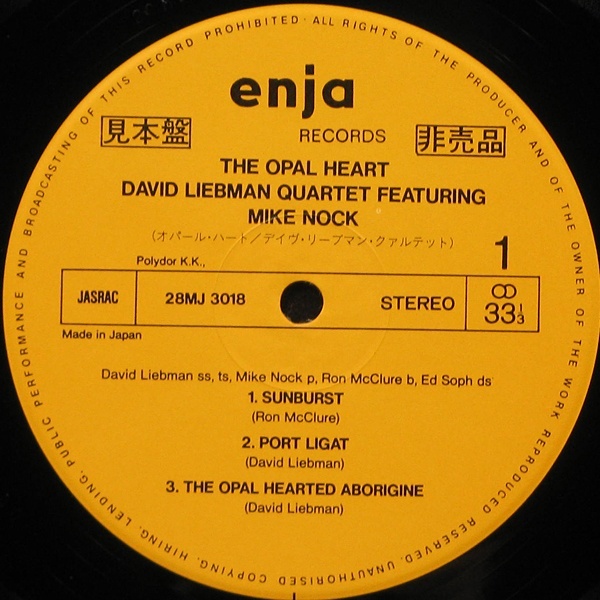 ALL RIGHTS OF THE PRODUCER AND OF THE OWNER OF THE WORK REPRODUCED RESERVED. UNAUTHORISED COPYING, HIRING, LENDING, PUBLIC PERFORMANCE AND BROADCASTING OF THIS RECORD PROHIBITED ·
enja
見本盤
RECORDS
非売品
THE OPAL HEART
DAVID LIEBMAN QUARTET FEATURING
MIKE NOCK
(オパール・ハート/デイヴ・リーブマン・クァルテット)
1
Polydor K.K.,
JASRAC 28MJ 3018 STEREO 33 1/3
Made in Japan
David Liebman ss, ts, Mike Nock p, Ron McClure b, Ed Soph ds
1. SUNBURST
(Ron McClure)
2. PORT LIGAT
(David Liebman)
3. THE OPAL HEARTED ABORIGINE
(David Liebman)